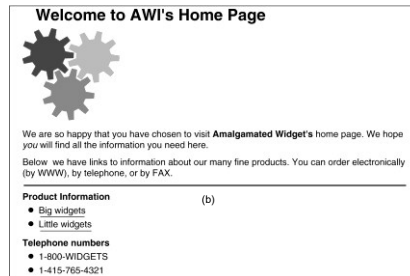 Welcome to AWI's Home Page
We are so happy that you have chosen to visit Amalgamated Widget's home page. We hope
you will find all the information you need here.
Below we have links to information about our many fine products. You can order electronically
(by WWW), by telephone, or by FAX.
Product Information
(b)
● Big widgets
● Little widgets
Telephone numbers
● 1-800-WIDGETS
● 1-415-765-4321